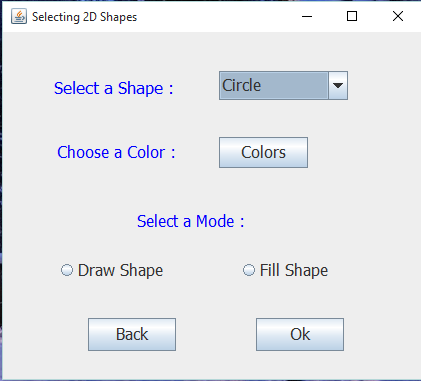 Selecting 2D Shapes
Select a Shape : Circle
Choose a Color : Colors
Select a Mode :
Draw Shape Fill Shape
Back Ok